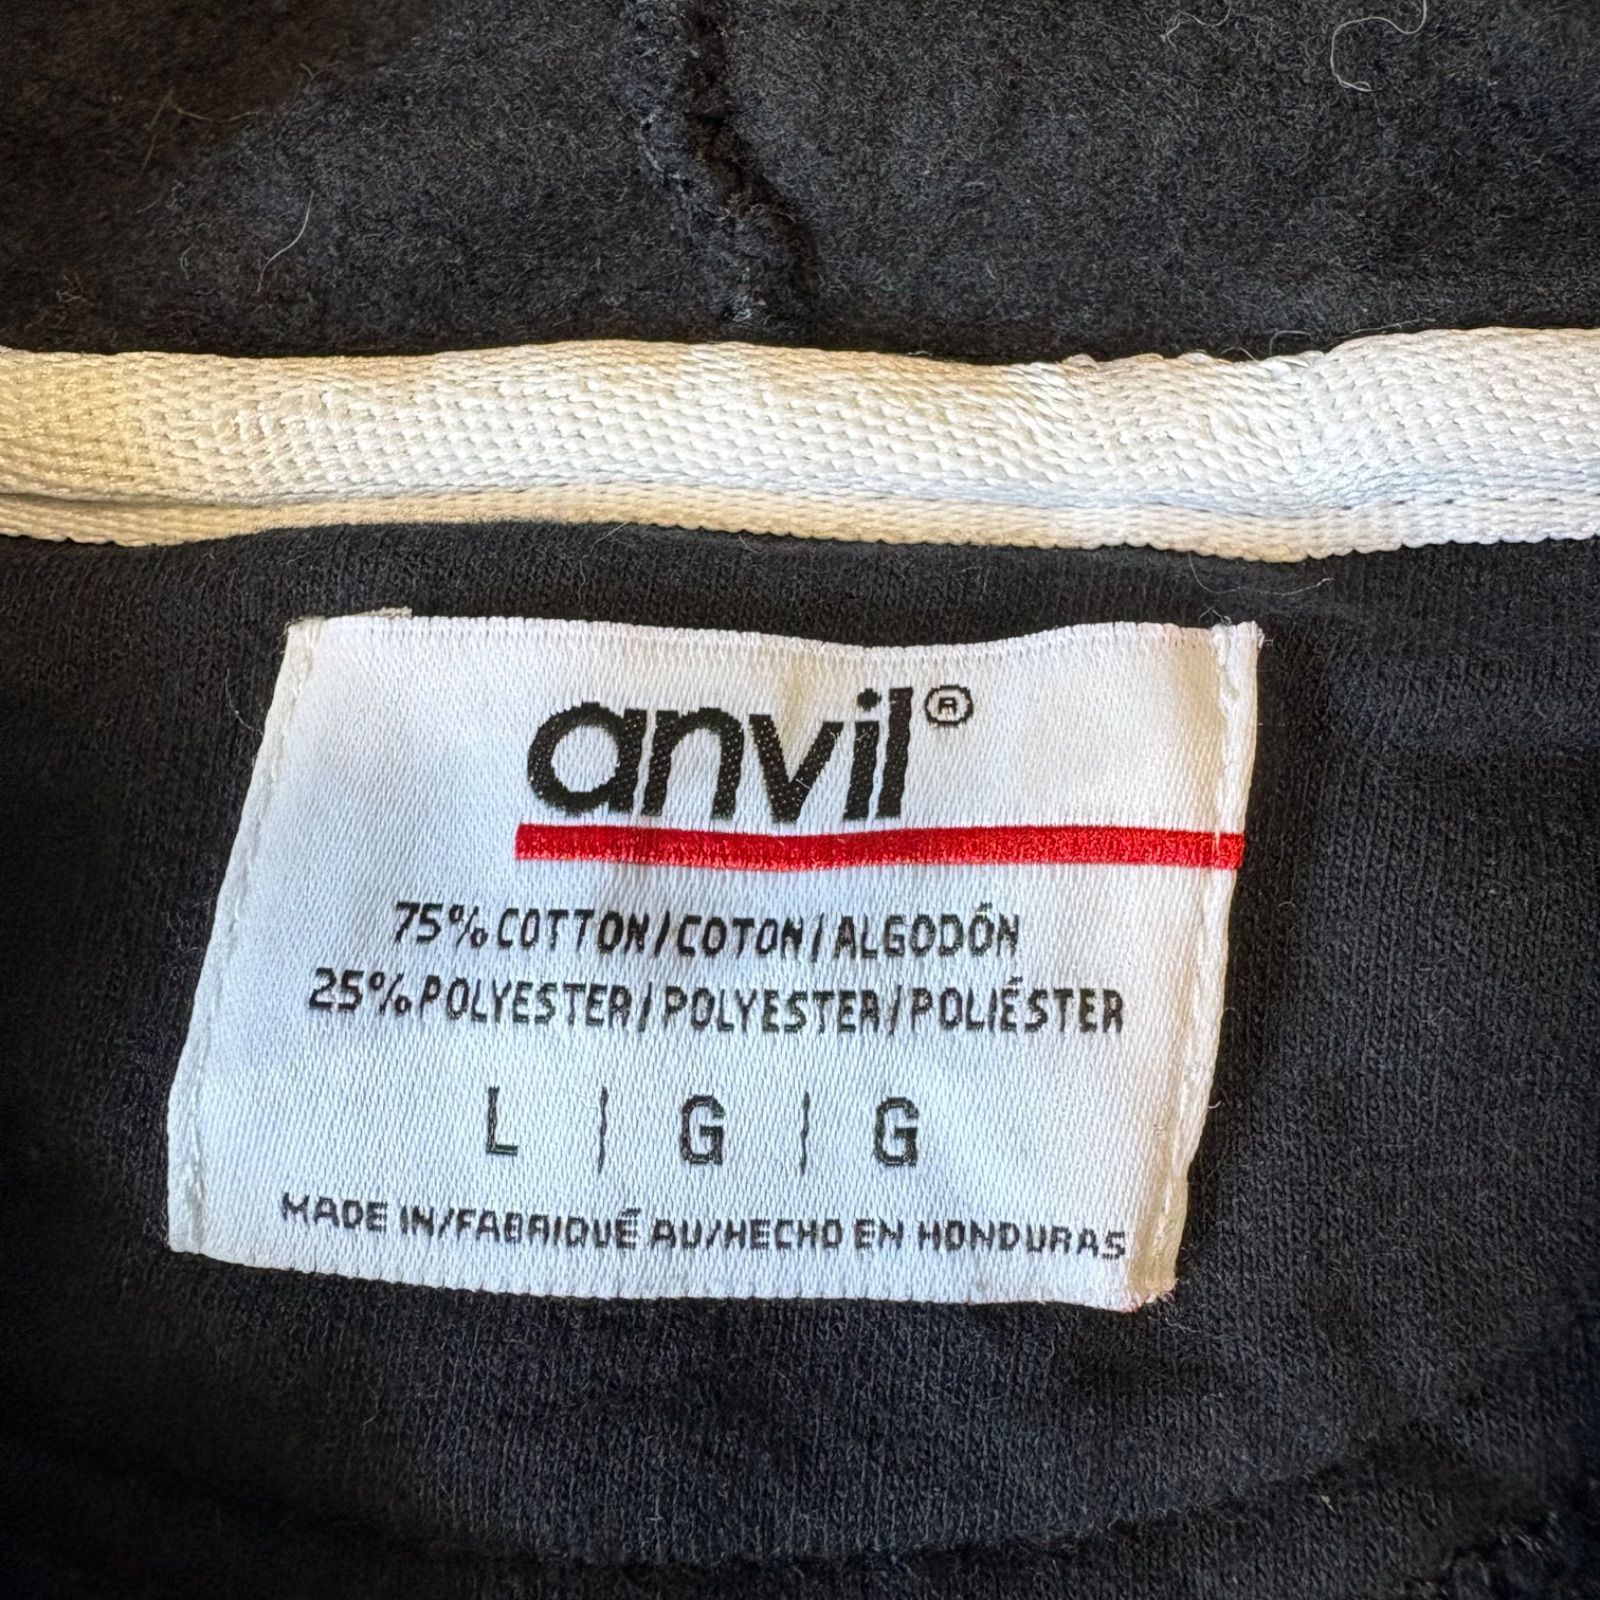 anvil®
75% COTTON/COTON/ALGODÓN
25% POLYESTER/POLYESTER/POLIÉSTER
L | G | G
MADE IN/FABRIQUÉ AU/HECHO EN HONDURAS